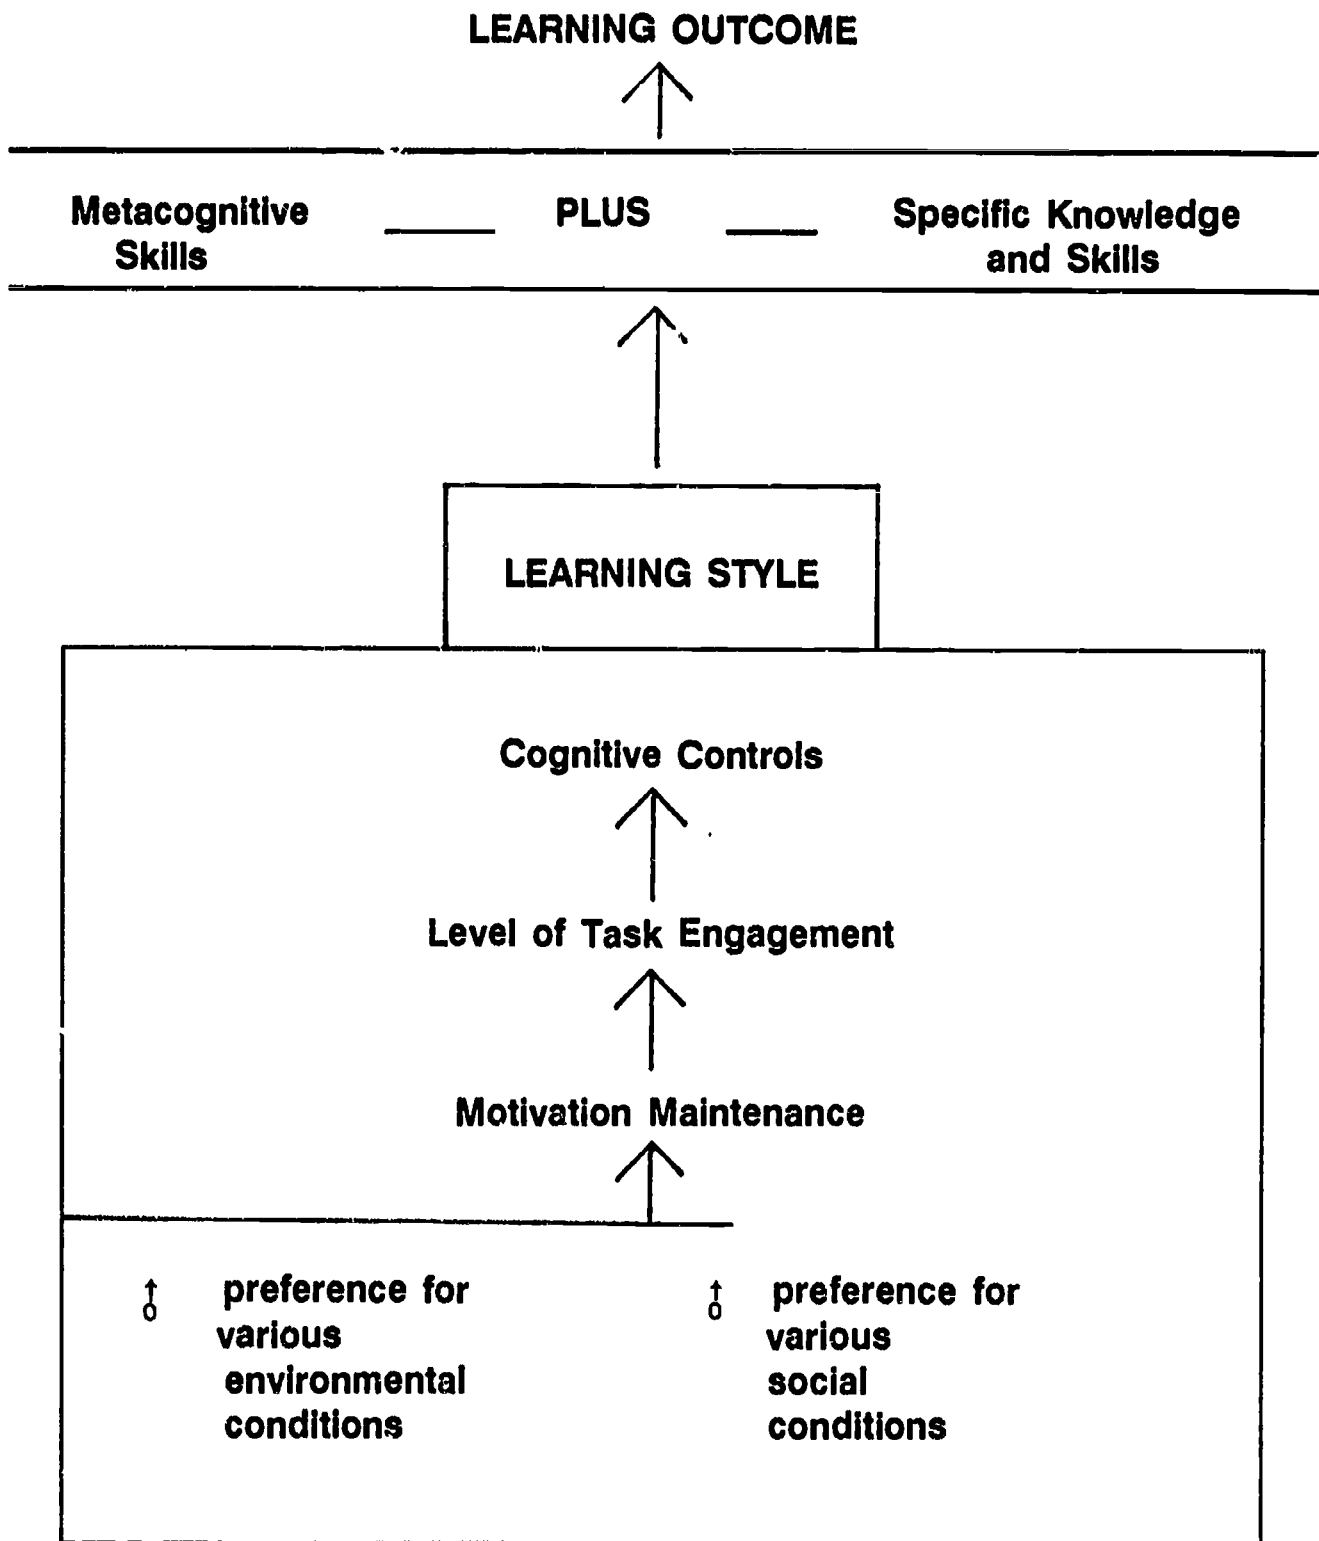 LEARNING OUTCOME
Metacognitive Skills
PLUS
Specific Knowledge and Skills
LEARNING STYLE
Cognitive Controls
Level of Task Engagement
Motivation Maintenance
preference for
various
environmental
conditions
preference for
various
social
conditions